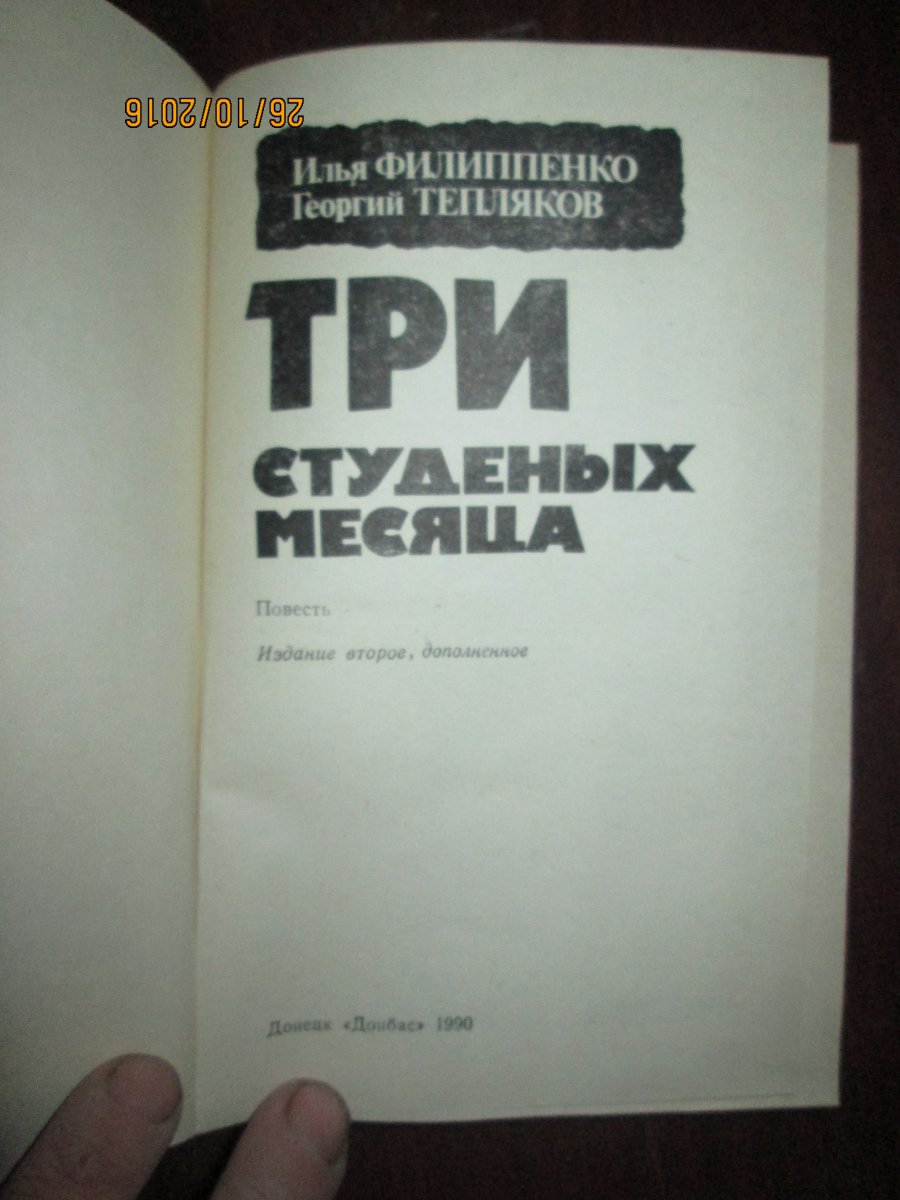 26/10/2016
Илья ФИЛИППЕНКО
Георгий ТЕПЛЯКОВ
ТРИ
СТУДЕНЫХ
МЕСЯЦА
Повесть
Издание второе, дополненное
Донецк «Донбас» 1990